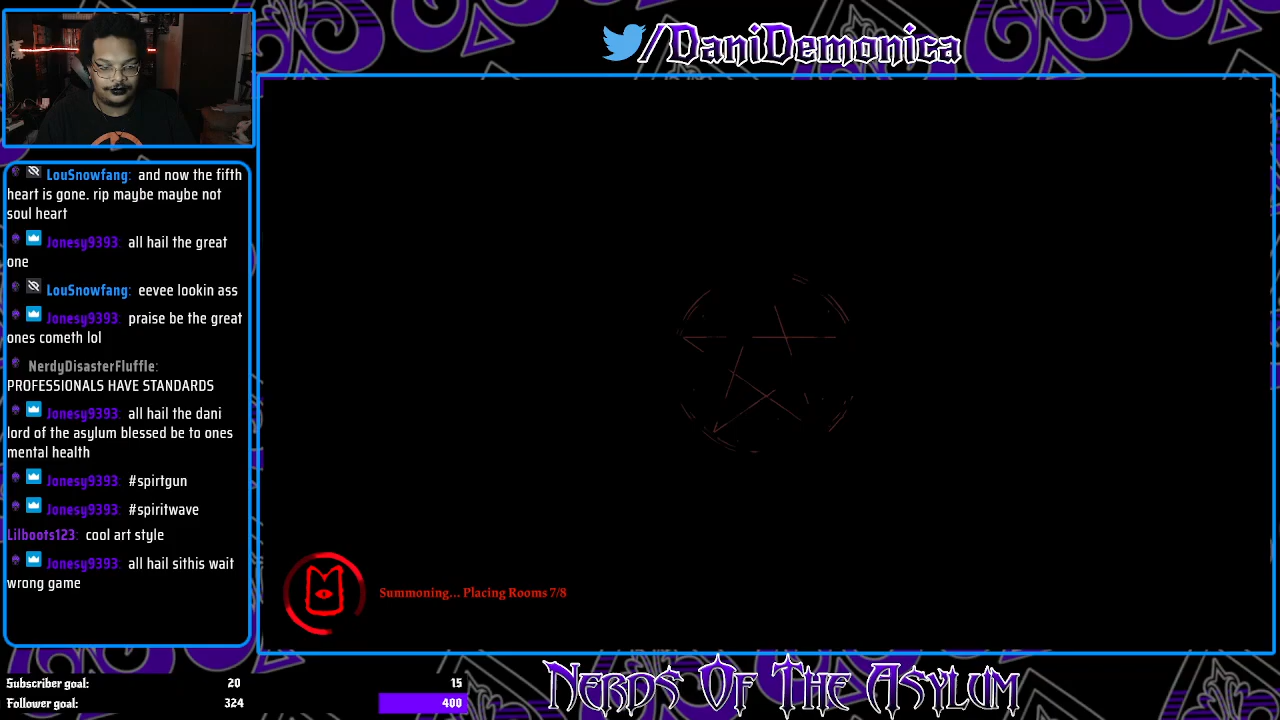 /DaniDemonica
LouSnowfang: and now the fifth
heart is gone. rip maybe maybe not
soul heart
Jonesy9393: all hail the great
one
LouSnowfang: eevee lookin ass
Jonesy9393: praise be the great
ones cometh lol
NerdyDisasterFluffle:
PROFESSIONALS HAVE STANDARDS
Jonesy9393: all hail the dani
lord of the asylum blessed be to ones
mental health
Jonesy9393: #spirtgun
Jonesy9393: #spiritwave
Lilboots123: cool art style
Jonesy9393: all hail sithis wait
wrong game
Summoning... Placing Rooms 7/8
Subscriber goal: 20 15
Follower goal: 324 400
Nerds Of The Asylum